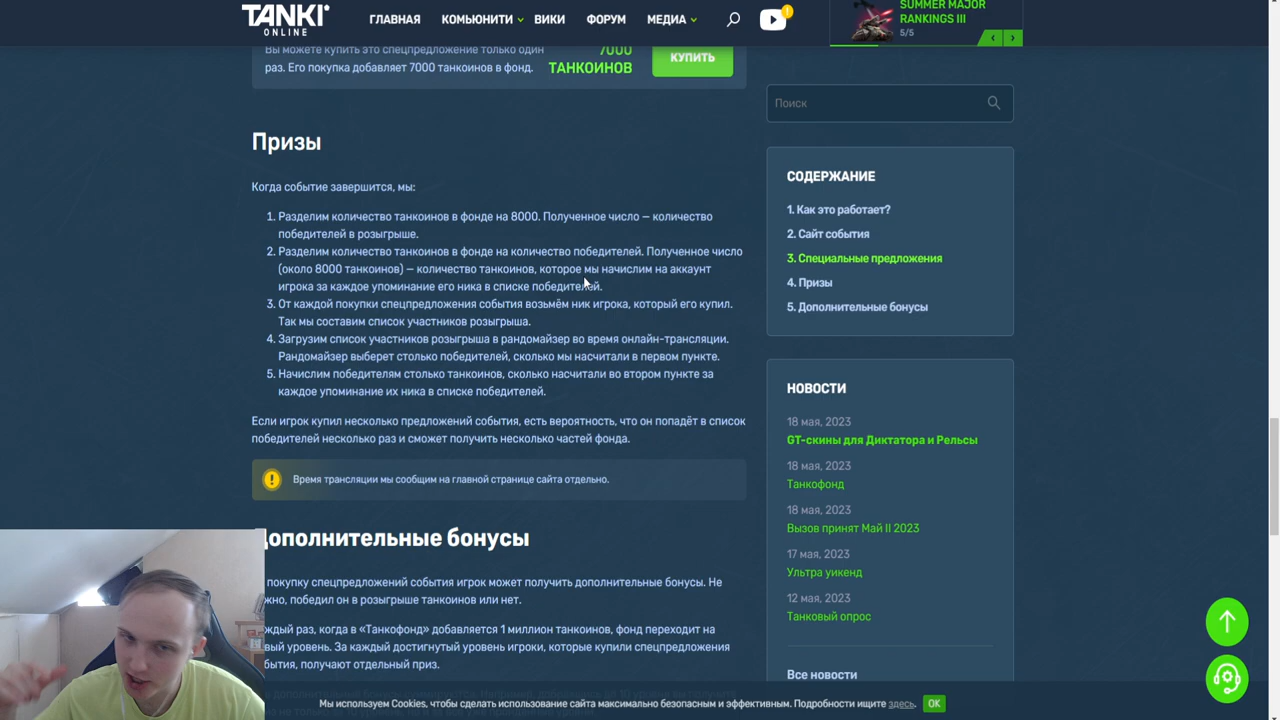 TANKI
ONLINE
ГЛАВНАЯ
КОМЬЮНИТИ
ВИКИ
ФОРУМ
МЕДИА
SUMMER MAJOR
RANKINGS III
5/5
Вы можете купить это спецпредложение только один
раз. Его покупка добавляет 7000 танкоинов в фонд.
7000
ТАНКОИНОВ
КУПИТЬ
Призы
Когда событие завершится, мы:
1. Разделим количество танкоинов в фонде на 8000. Полученное число — количество
победителей в розыгрыше.
2. Разделим количество танкоинов в фонде на количество победителей. Полученное число
(около 8000 танкоинов) — количество танкоинов, которое мы начислим на аккаунт
игрока за каждое упоминание его ника в списке победителей.
3. От каждой покупки спецпредложения события возьмём ник игрока, который его купил.
Так мы составим список участников розыгрыша.
4. Загрузим список участников розыгрыша в рандомайзер во время онлайн-трансляции.
Рандомайзер выберет столько победителей, сколько мы насчитали в первом пункте.
5. Начислим победителям столько танкоинов, сколько насчитали во втором пункте за
каждое упоминание их ника в списке победителей.
Если игрок купил несколько предложений события, есть вероятность, что он попадёт в список
победителей несколько раз и сможет получить несколько частей фонда.
Время трансляции мы сообщим на главной странице сайта отдельно.
Дополнительные бонусы
покупку спецпредложений события игрок может получить дополнительные бонусы. Не
жно, победил он в розыгрыше танкоинов или нет.
ждый раз, когда в «Танкофонд» добавляется 1 миллион танкоинов, фонд переходит на
вый уровень. За каждый достигнутый уровень игроки, которые купили спецпредложения
бытия, получают отдельный приз.
Поиск
СОДЕРЖАНИЕ
1. Как это работает?
2. Сайт события
3. Специальные предложения
4. Призы
5. Дополнительные бонусы
НОВОСТИ
18 мая, 2023
GT-скины для Диктатора и Рельсы
18 мая, 2023
Танкофонд
18 мая, 2023
Вызов принят Май II 2023
17 мая, 2023
Ультра уикенд
12 мая, 2023
Танковый опрос
Все новости
Мы используем Cookies, чтобы сделать использование сайта максимально безопасным и эффективным. Подробности ищите здесь.
OK